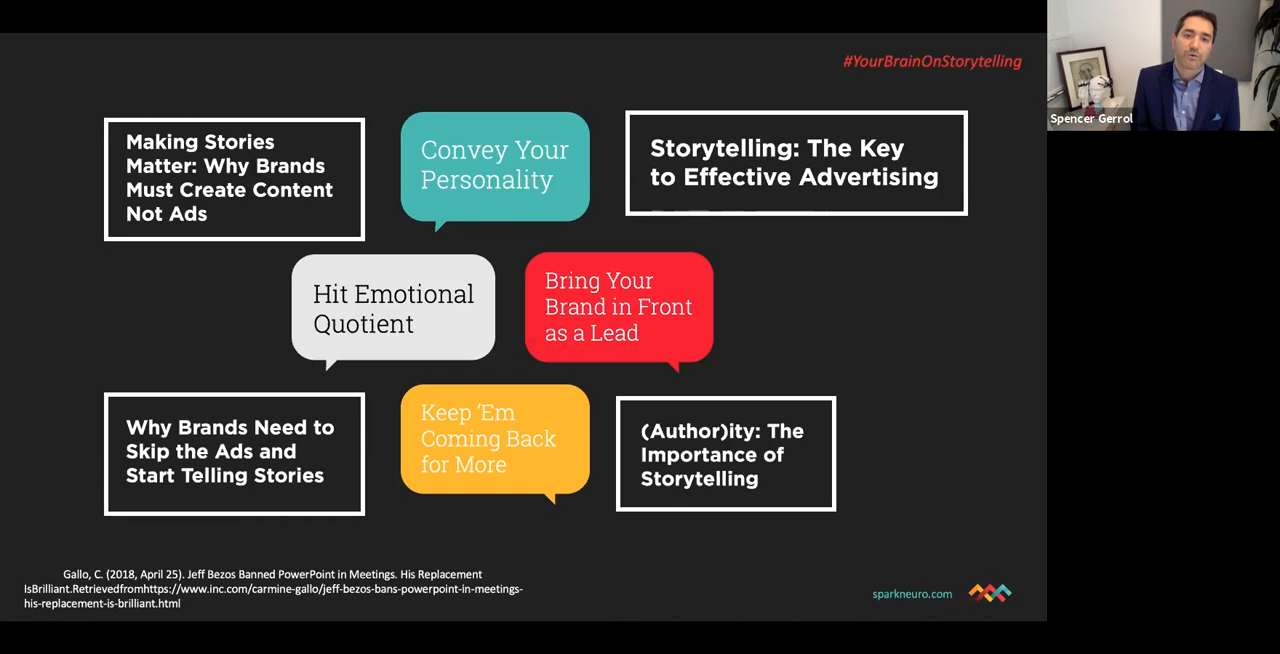 #YourBrainOnStorytelling
Spencer Gerrol
Making Stories
Matter: Why Brands
Must Create Content
Not Ads
Convey Your
Personality
Storytelling: The Key
to Effective Advertising
Hit Emotional
Quotient
Bring Your
Brand in Front
as a Lead
Why Brands Need to
Skip the Ads and
Start Telling Stories
Keep ‘Em
Coming Back
for More
(Author)ity: The
Importance of
Storytelling
Gallo, C. (2018, April 25). Jeff Bezos Banned PowerPoint in Meetings. His Replacement
IsBrilliant.Retrievedfromhttps://www.inc.com/carmine-gallo/jeff-bezos-bans-powerpoint-in-meetings-
his-replacement-is-brilliant.html
sparkneuro.com